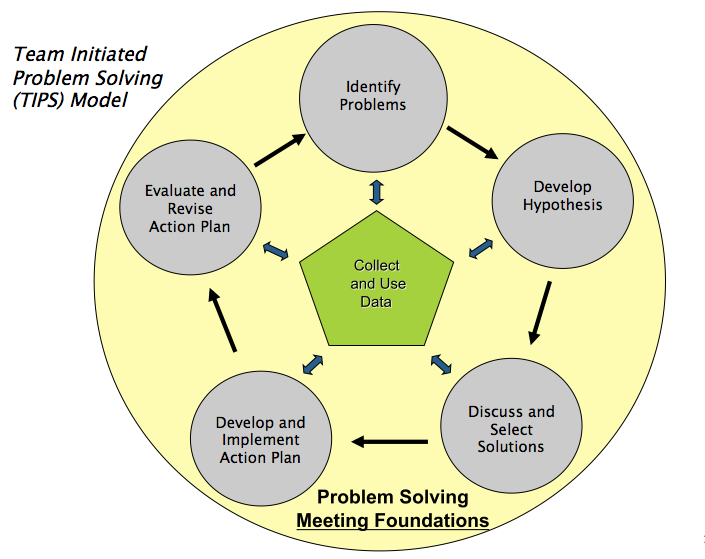 Team Initiated
Problem Solving
(TIPS) Model
Identify
Problems
Develop
Hypothesis
Discuss and
Select
Solutions
Develop and
Implement
Action Plan
Evaluate and
Revise
Action Plan
Collect
and Use
Data
Problem Solving
Meeting Foundations